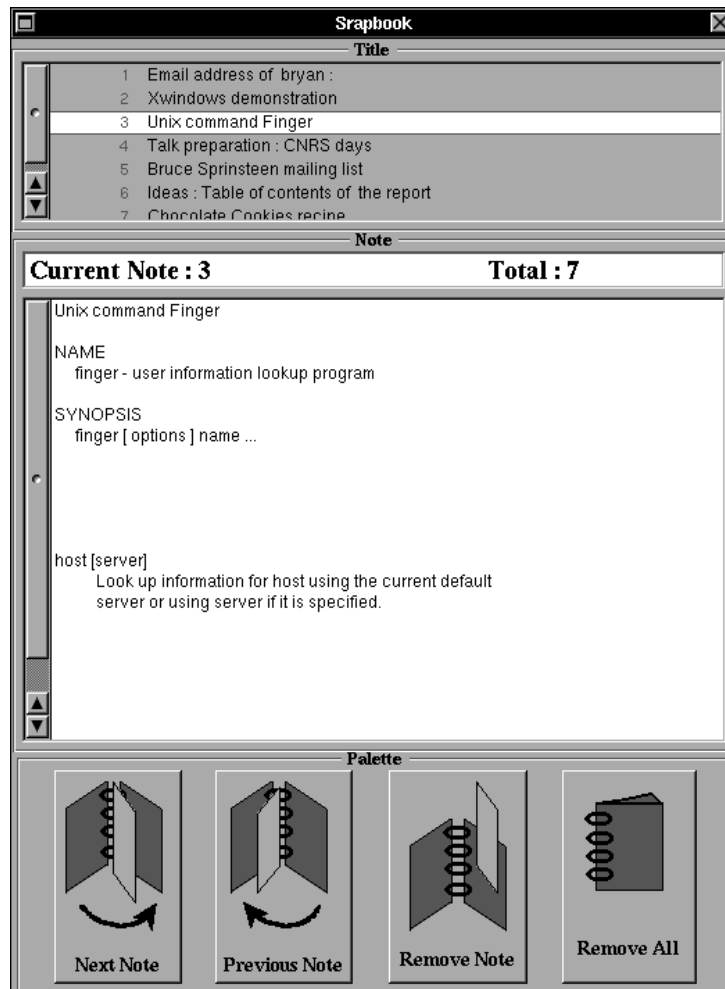 Srapbook
Title
1 Email address of bryan :
2 Xwindows demonstration
3 Unix command Finger
4 Talk preparation : CNRS days
5 Bruce Sprinsteen mailing list
6 Ideas : Table of contents of the report
7 Chocolate Cookies recipe
Note
Current Note : 3 Total : 7
Unix command Finger
NAME
finger - user information lookup program
SYNOPSIS
finger [ options ] name ...
host [server]
Look up information for host using the current default
server or using server if it is specified.
Palette
Next Note Previous Note Remove Note Remove All